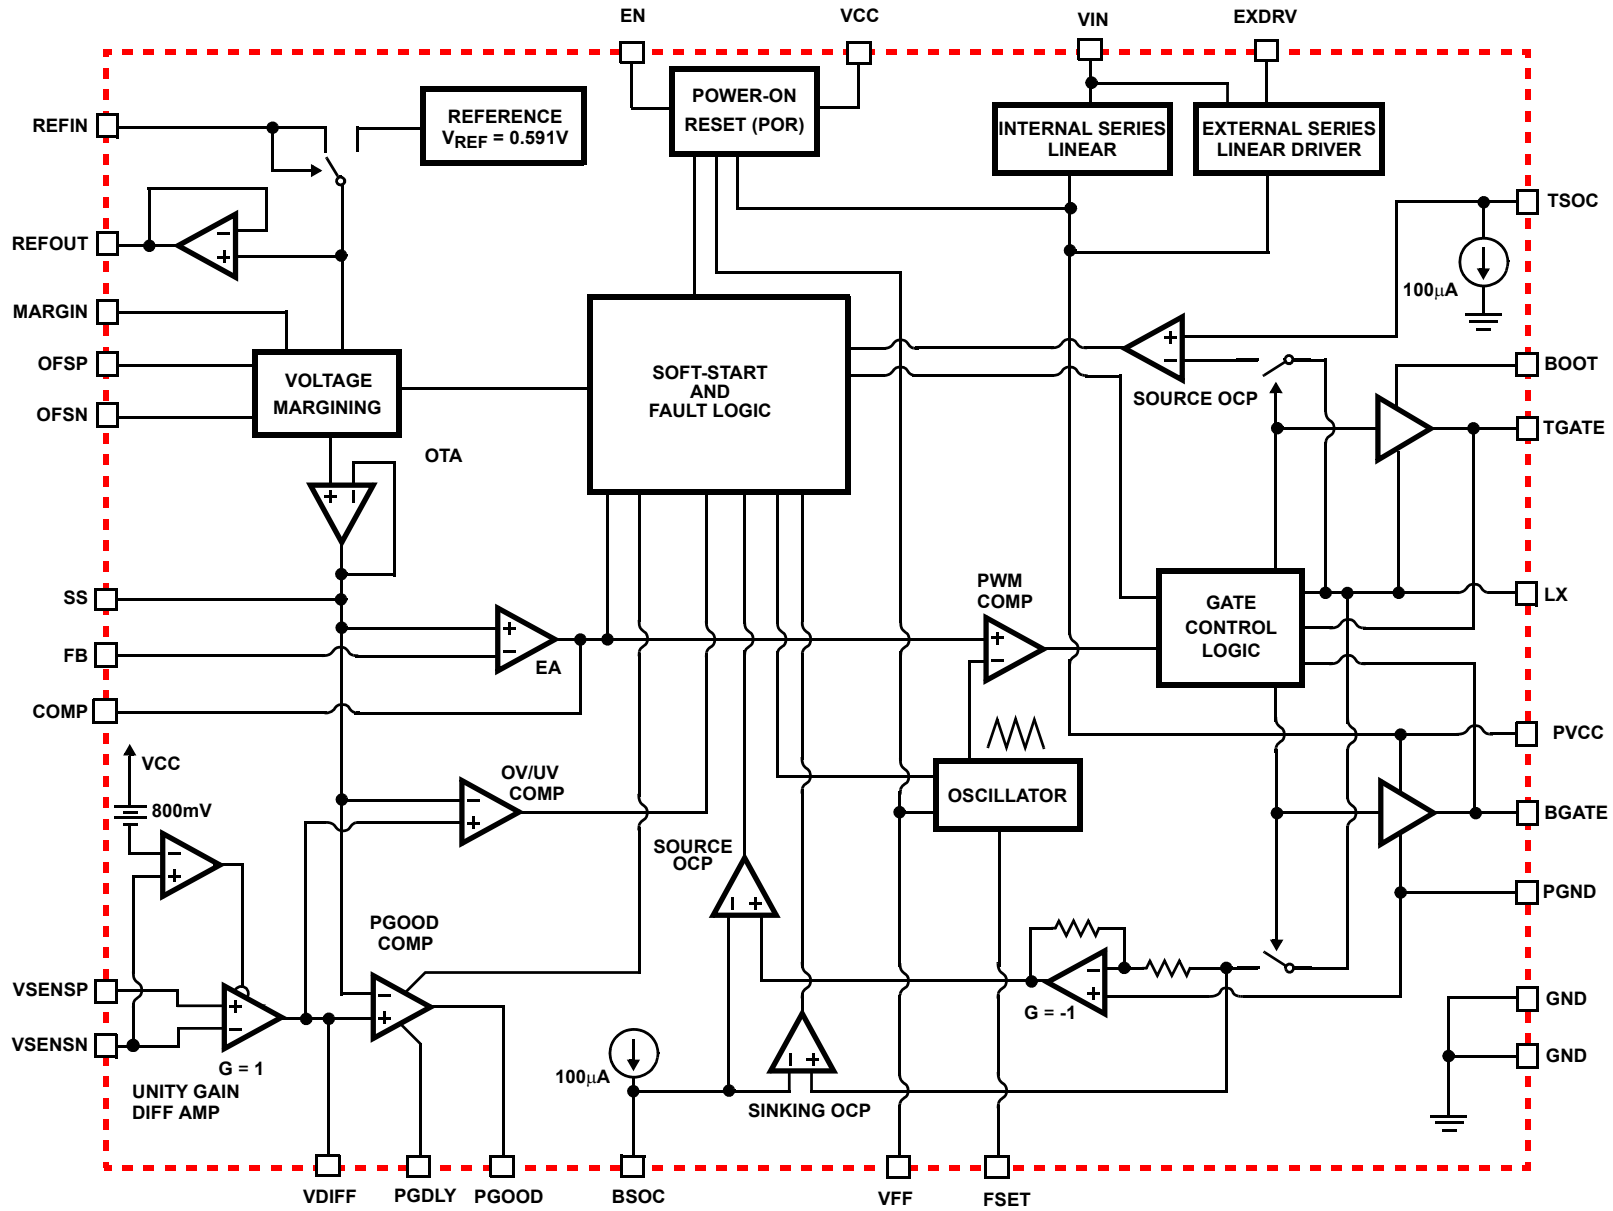 EN
VCC
VIN
EXDRV
REFIN
REFERENCE
VREF = 0.591V
POWER-ON
RESET (POR)
INTERNAL SERIES
LINEAR
EXTERNAL SERIES
LINEAR DRIVER
TSOC
REFOUT
−
+
100µA
MARGIN
OFSP
OFSN
VOLTAGE
MARGINING
SOFT-START
AND
FAULT LOGIC
+
−
SOURCE OCP
BOOT
TGATE
OTA
+ −
SS
FB
COMP
+
−
EA
PWM
COMP
+
−
GATE
CONTROL
LOGIC
LX
PVCC
VCC
800mV
−
+
OV/UV
COMP
−
+
OSCILLATOR
BGATE
SOURCE
OCP
− +
PGND
PGOOD
COMP
−
+
−
+
G = -1
VSENSP
VSENSN
+
−
G = 1
UNITY GAIN
DIFF AMP
100µA
− +
SINKING OCP
GND
GND
VDIFF
PGDLY
PGOOD
BSOC
VFF
FSET